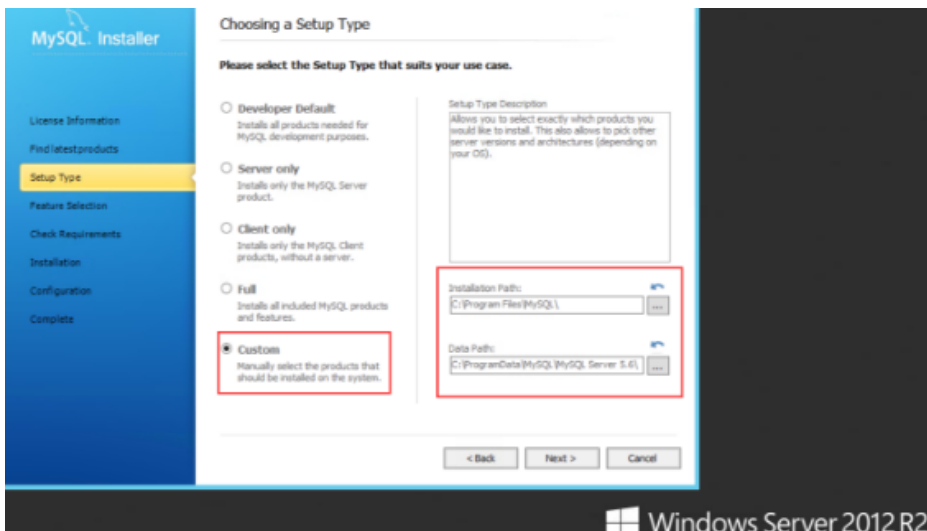 MySQL. Installer
License Information
Find latest products
Setup Type
Feature Selection
Check Requirements
Installation
Configuration
Complete
Choosing a Setup Type
Please select the Setup Type that suits your use case.
Developer Default
Installs all products needed for
MySQL development purposes.
Server only
Installs only the MySQL Server
product.
Client only
Installs only the MySQL Client
products, without a server.
Full
Installs all included MySQL products
and features.
Custom
Manually select the products that
should be installed on the system.
Setup Type Description
Allows you to select exactly which products you
would like to install. This also allows to pick other
server versions and architectures (depending on
your OS).
Installation Path:
C:\Program Files\MySQL\
...
Data Path:
C:\ProgramData\MySQL\MySQL Server 5.6\
...
< Back
Next >
Cancel
Windows Server 2012 R2